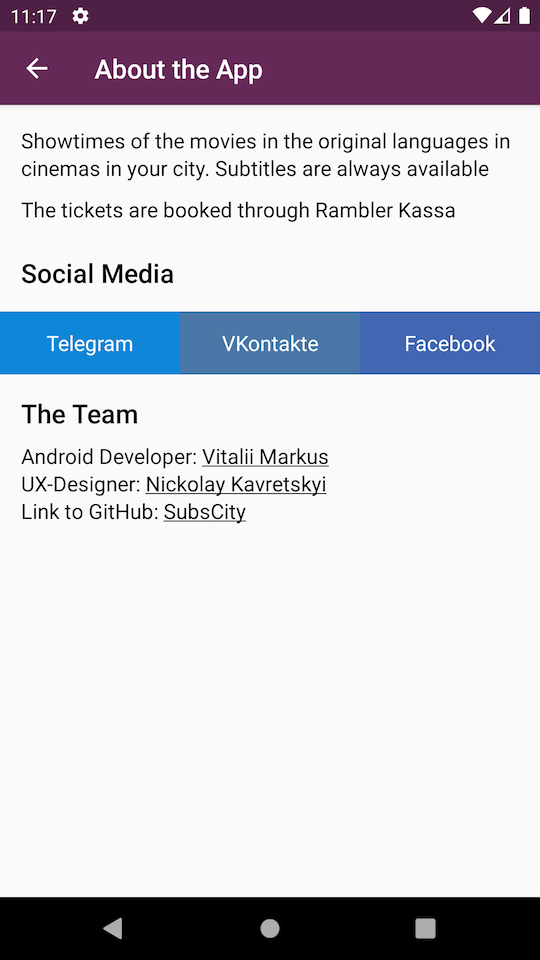 11:17
About the App
Showtimes of the movies in the original languages in
cinemas in your city. Subtitles are always available
The tickets are booked through Rambler Kassa
Social Media
Telegram
VKontakte
Facebook
The Team
Android Developer: Vitalii Markus
UX-Designer: Nickolay Kavretskyi
Link to GitHub: SubsCity